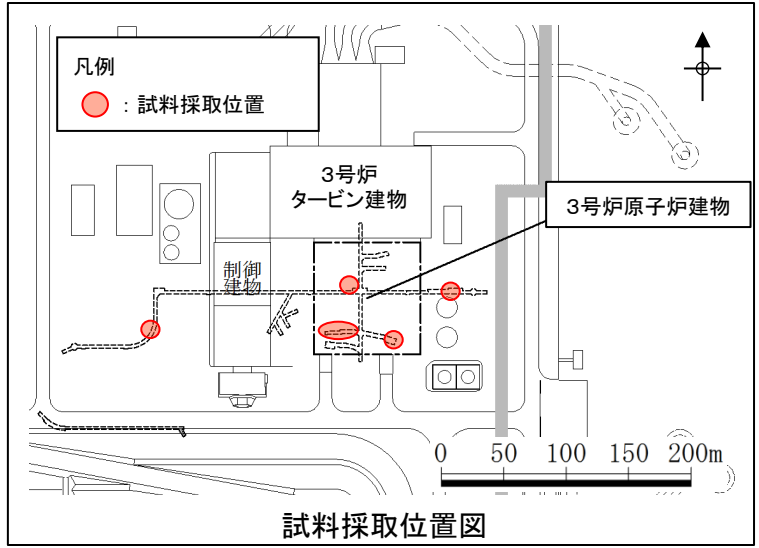 凡例
：試料採取位置
３号炉
タービン建物
３号炉原子炉建物
制御
建物
0 50 100 150 200m
試料採取位置図